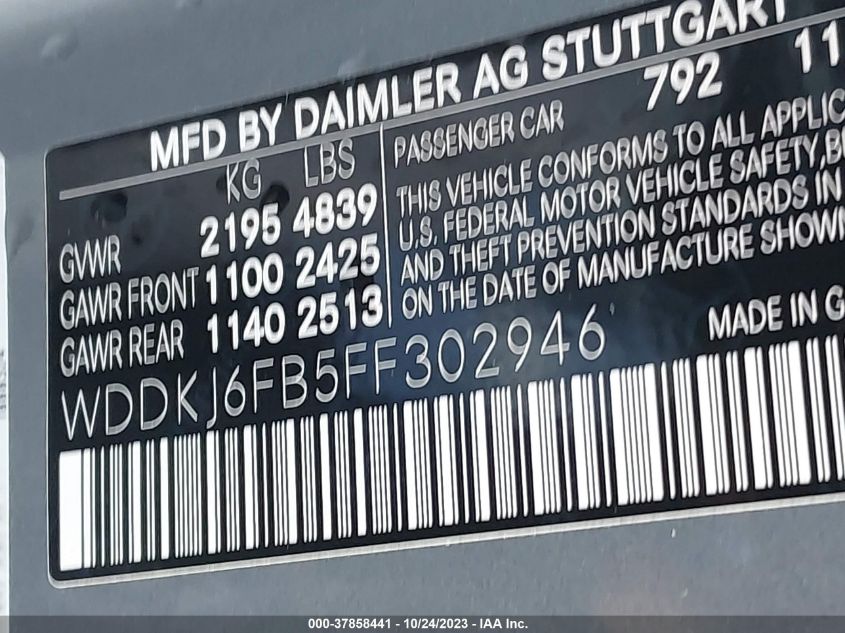 MFD BY DAIMLER AG STUTTGART
792 11
KG LBS
GVWR 2195 4839
GAWR FRONT 1100 2425
GAWR REAR 1140 2513
PASSENGER CAR
THIS VEHICLE CONFORMS TO ALL APPLIC
U.S. FEDERAL MOTOR VEHICLE SAFETY, B
AND THEFT PREVENTION STANDARDS IN
ON THE DATE OF MANUFACTURE SHOWN
MADE IN G
WDDKJ6FB5FF302946
000-37858441 - 10/24/2023 - IAA Inc.